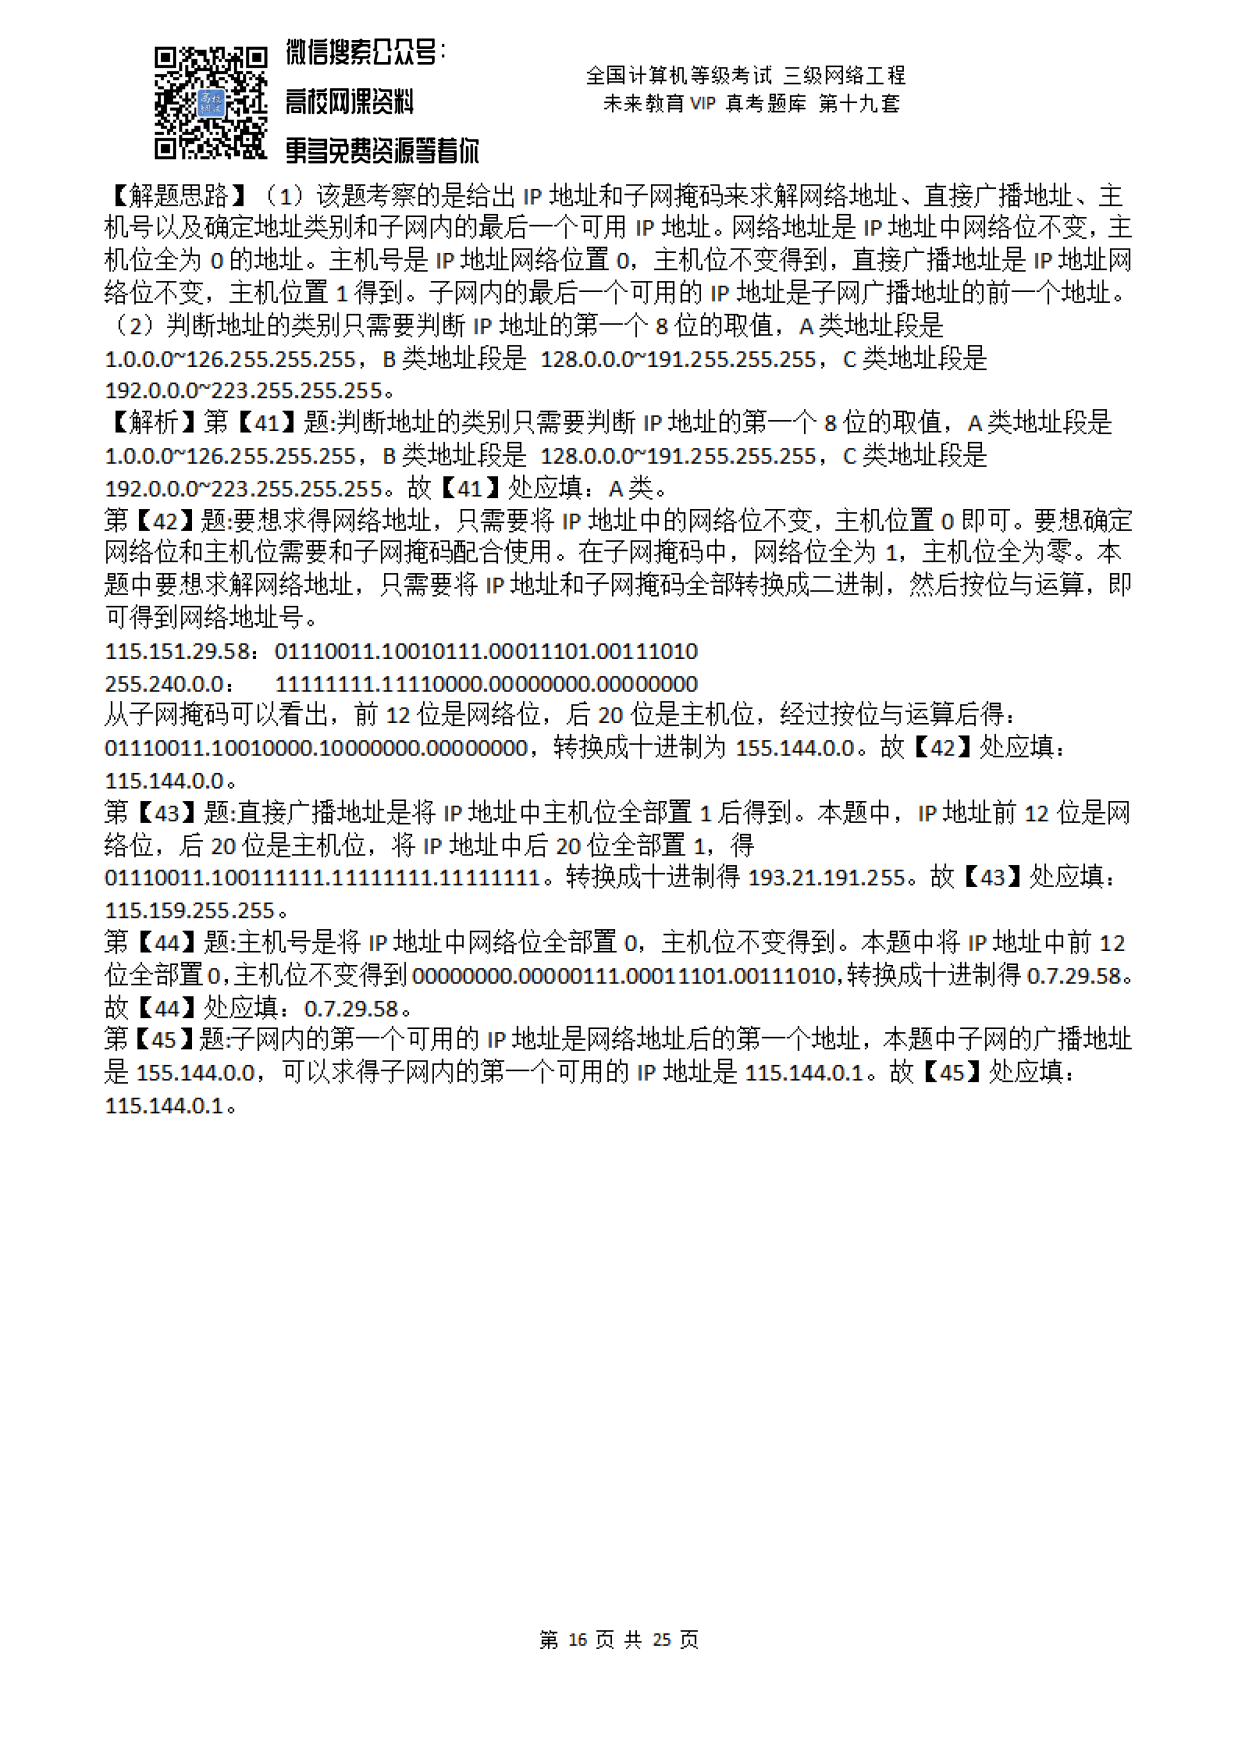 微信搜索公众号：
高校网课资料
更多免费资源等着你
全国计算机等级考试 三级网络工程
未来教育 VIP 真考题库 第十九套
【解题思路】（1）该题考察的是给出 IP 地址和子网掩码来求解网络地址、直接广播地址、主
机号以及确定地址类别和子网内的最后一个可用 IP 地址。网络地址是 IP 地址中网络位不变，主
机位全为 0 的地址。主机号是 IP 地址网络位置 0，主机位不变得到，直接广播地址是 IP 地址网
络位不变，主机位置 1 得到。子网内的最后一个可用的 IP 地址是子网广播地址的前一个地址。
（2）判断地址的类别只需要判断 IP 地址的第一个 8 位的取值，A 类地址段是
1.0.0.0~126.255.255.255，B 类地址段是 128.0.0.0~191.255.255.255，C 类地址段是
192.0.0.0~223.255.255.255。
【解析】第【41】题:判断地址的类别只需要判断 IP 地址的第一个 8 位的取值，A 类地址段是
1.0.0.0~126.255.255.255，B 类地址段是 128.0.0.0~191.255.255.255，C 类地址段是
192.0.0.0~223.255.255.255。故【41】处应填：A 类。
第【42】题:要想求得网络地址，只需要将 IP 地址中的网络位不变，主机位置 0 即可。要想确定
网络位和主机位需要和子网掩码配合使用。在子网掩码中，网络位全为 1，主机位全为零。本
题中要想求解网络地址，只需要将 IP 地址和子网掩码全部转换成二进制，然后按位与运算，即
可得到网络地址号。
115.151.29.58：01110011.10010111.00011101.00111010
255.240.0.0： 11111111.11110000.00000000.00000000
从子网掩码可以看出，前 12 位是网络位，后 20 位是主机位，经过按位与运算后得：
01110011.10010000.10000000.00000000，转换成十进制为 155.144.0.0。故【42】处应填：
115.144.0.0。
第【43】题:直接广播地址是将 IP 地址中主机位全部置 1 后得到。本题中，IP 地址前 12 位是网
络位，后 20 位是主机位，将 IP 地址中后 20 位全部置 1，得
01110011.100111111.11111111.11111111。转换成十进制得 193.21.191.255。故【43】处应填：
115.159.255.255。
第【44】题:主机号是将 IP 地址中网络位全部置 0，主机位不变得到。本题中将 IP 地址中前 12
位全部置 0，主机位不变得到 00000000.00000111.00011101.00111010，转换成十进制得 0.7.29.58。
故【44】处应填：0.7.29.58。
第【45】题:子网内的第一个可用的 IP 地址是网络地址后的第一个地址，本题中子网的广播地址
是 155.144.0.0，可以求得子网内的第一个可用的 IP 地址是 115.144.0.1。故【45】处应填：
115.144.0.1。
第 16 页 共 25 页